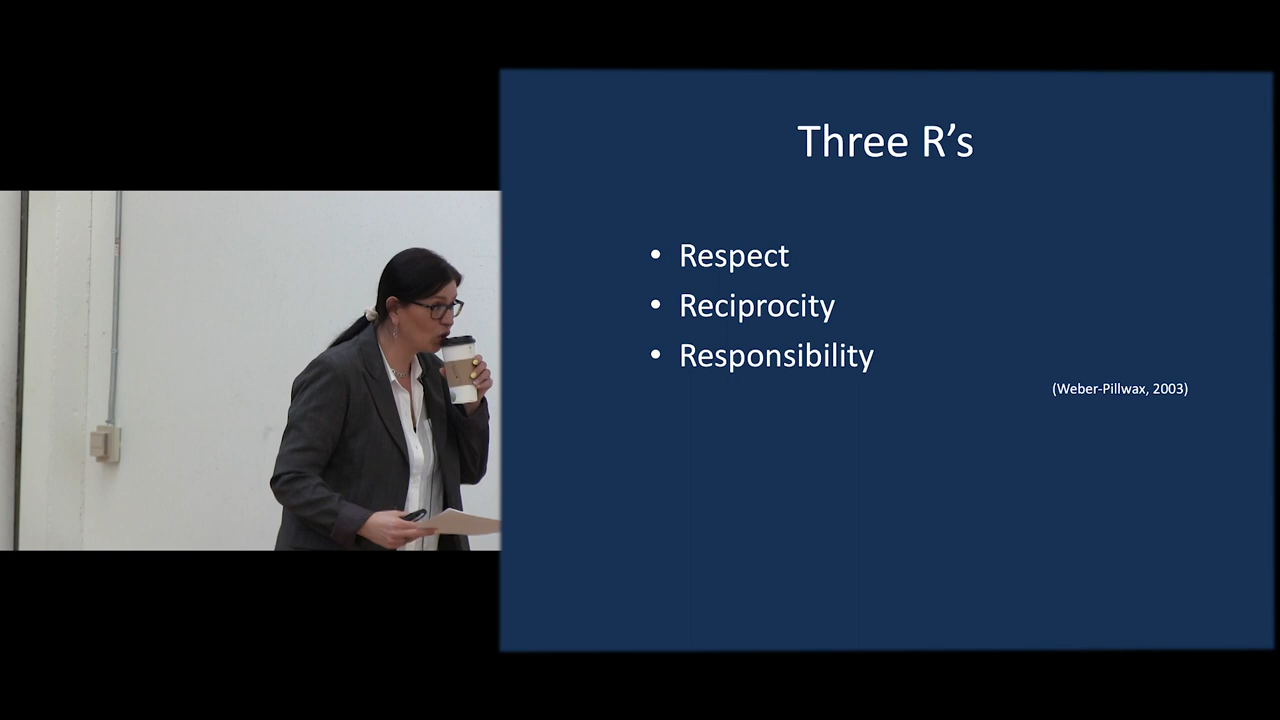 Three R’s
• Respect
• Reciprocity
• Responsibility
(Weber-Pillwax, 2003)